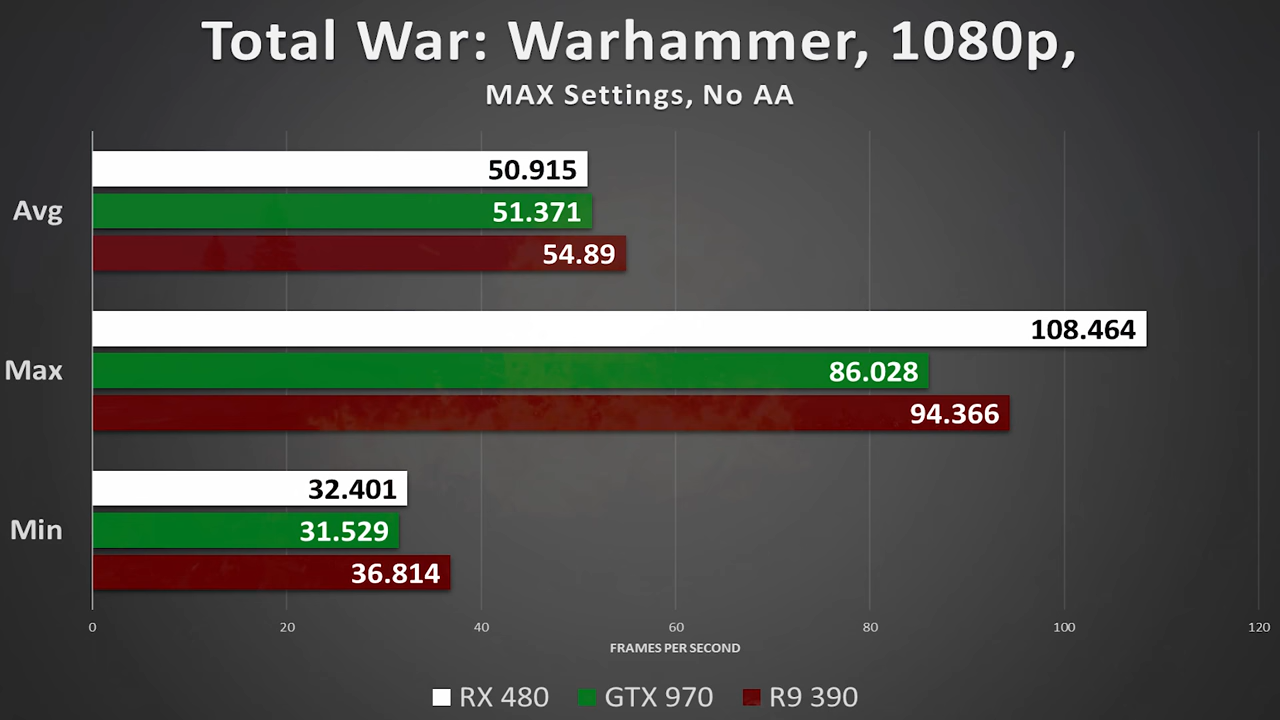 Total War: Warhammer, 1080p,
MAX Settings, No AA
Avg
50.915
51.371
54.89
Max
108.464
86.028
94.366
Min
32.401
31.529
36.814
0 20 40 60 80 100 120
FRAMES PER SECOND
RX 480 GTX 970 R9 390